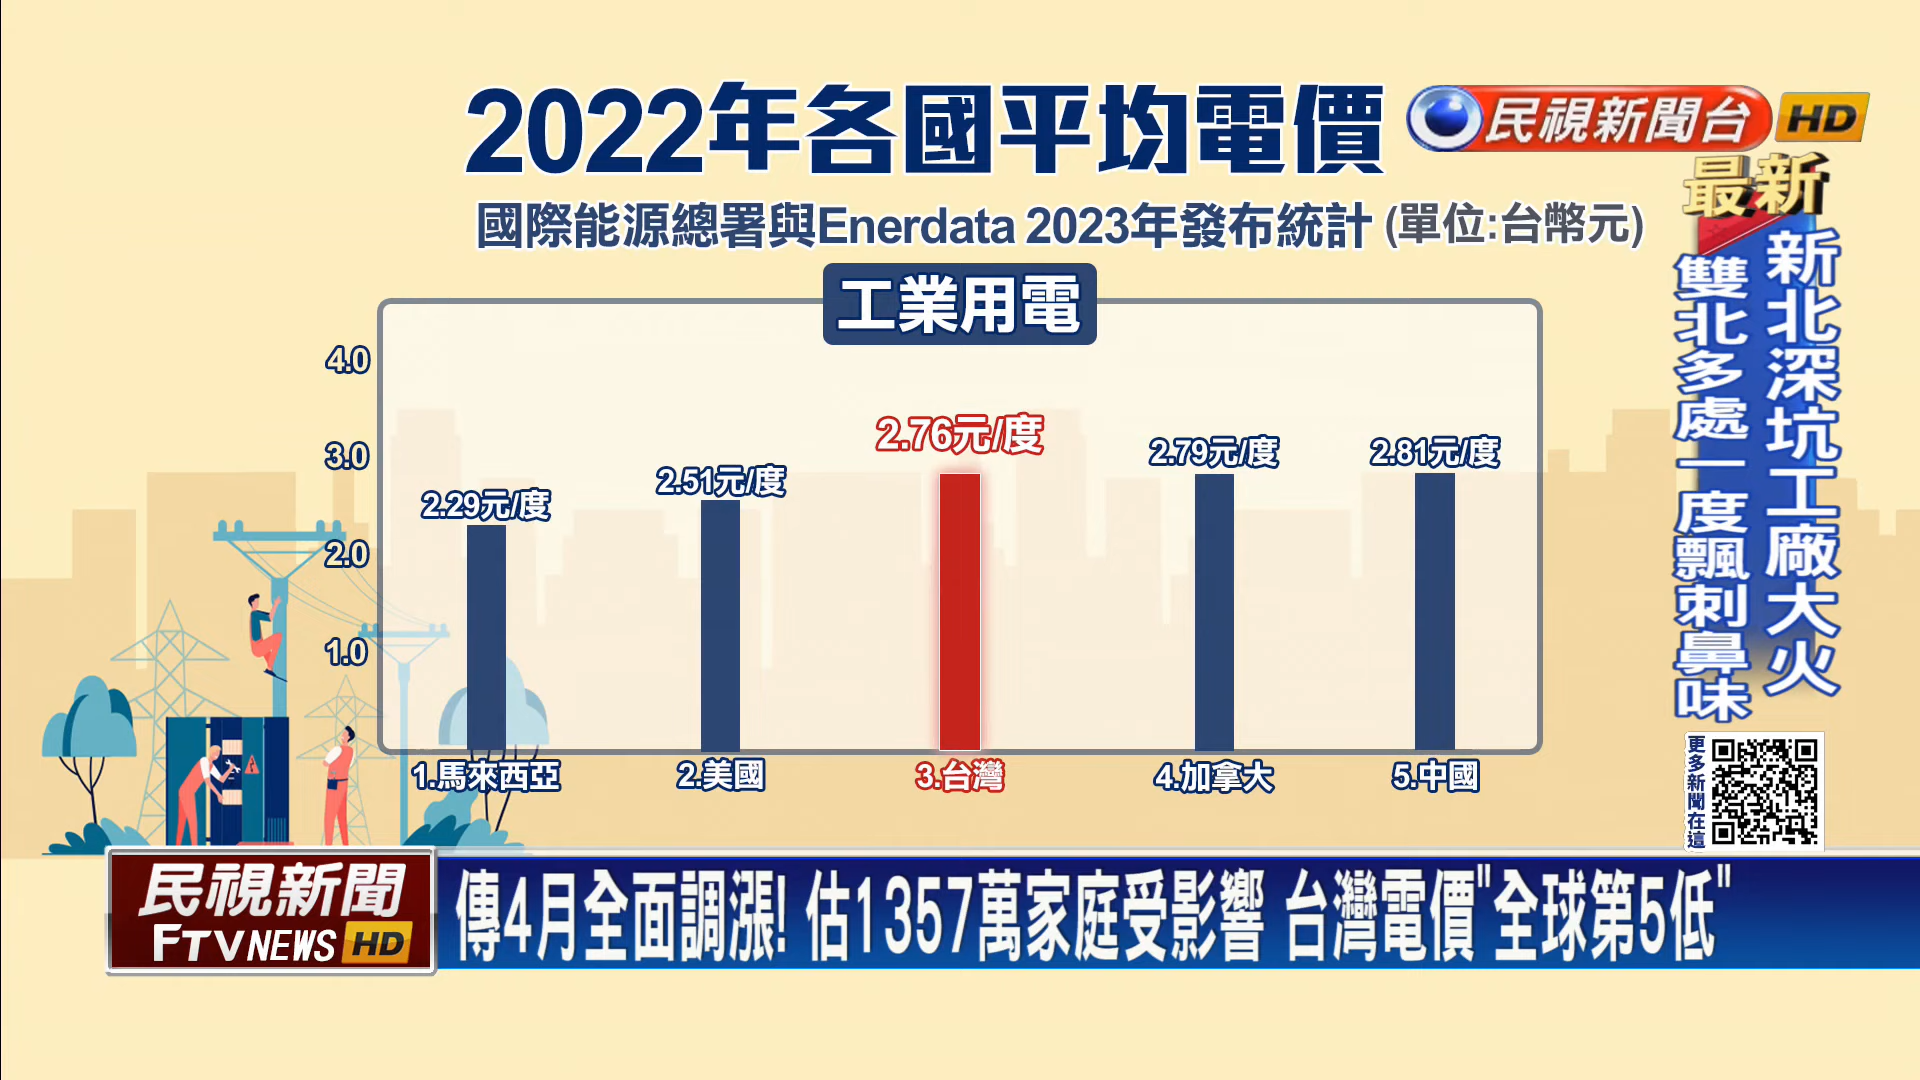 2022年各國平均電價
民視新聞台 HD
國際能源總署與Enerdata 2023年發布統計 (單位:台幣元)
工業用電
4.0
3.0
2.0
1.0
2.29元/度
2.51元/度
2.76元/度
2.79元/度
2.81元/度
1.馬來西亞
2.美國
3.台灣
4.加拿大
5.中國
最新
新北深坑工廠大火
雙北多處一度飄刺鼻味
更多新聞在這
民視新聞
FTVNEWS HD
傳4月全面調漲! 估1357萬家庭受影響 台灣電價"全球第5低"